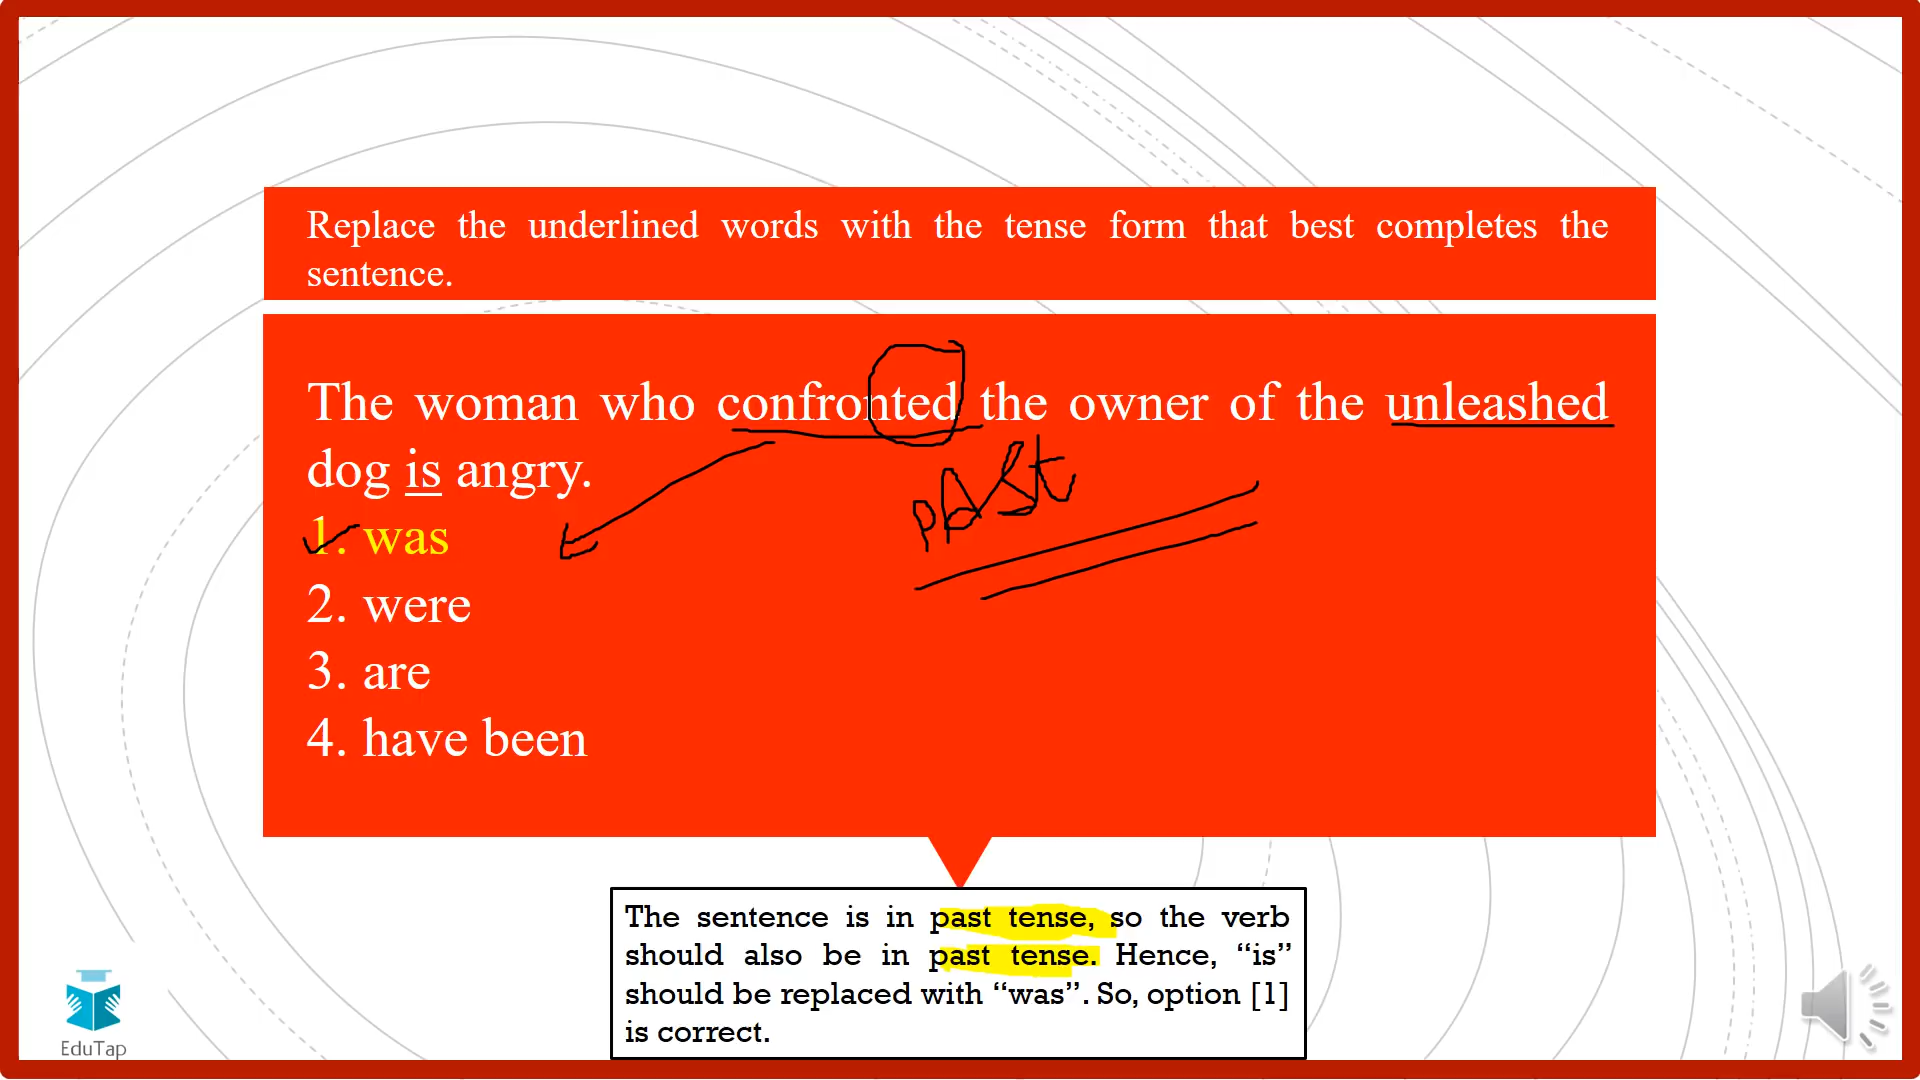 Replace the underlined words with the tense form that best completes the
sentence.
The woman who confronted the owner of the unleashed
dog is angry.
past
1. was
2. were
3. are
4. have been
The sentence is in past tense, so the verb
should also be in past tense. Hence, “is”
should be replaced with “was”. So, option [1]
is correct.
EduTap